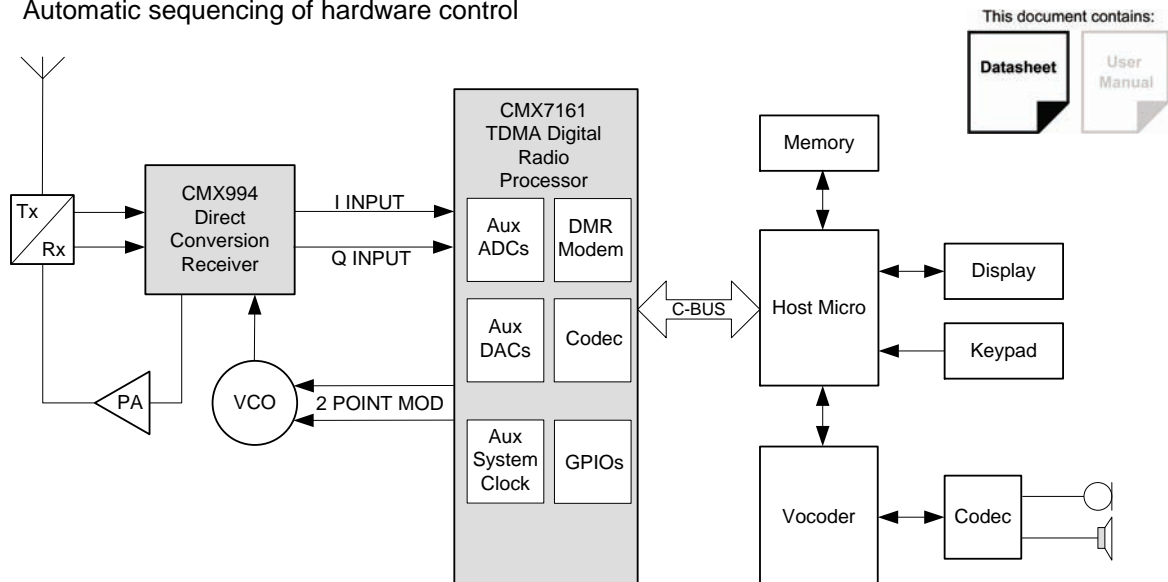 Automatic sequencing of hardware control
This document contains:
Datasheet
User
Manual
CMX7161
TDMA Digital
Radio
Processor
Memory
CMX994
Direct
Conversion
Receiver
Tx
Rx
I INPUT
Q INPUT
Aux
ADCs
DMR
Modem
Display
C-BUS
Host Micro
Aux
DACs
Codec
Keypad
PA
VCO
2 POINT MOD
Aux
System
Clock
GPIOs
Vocoder
Codec